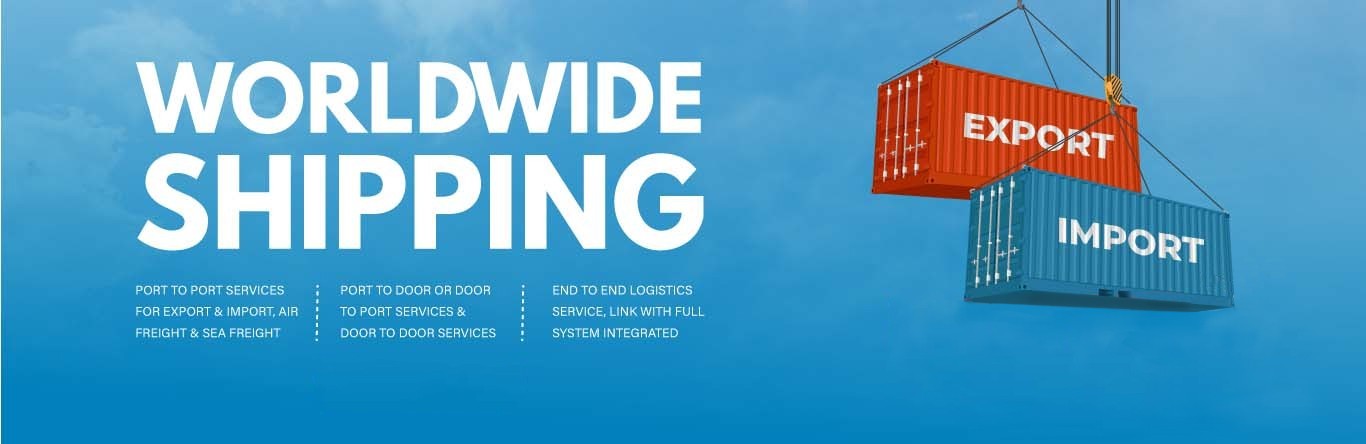 WORLDWIDE
SHIPPING
PORT TO PORT SERVICES
FOR EXPORT & IMPORT, AIR
FREIGHT & SEA FREIGHT
PORT TO DOOR OR DOOR
TO PORT SERVICES &
DOOR TO DOOR SERVICES
END TO END LOGISTICS
SERVICE, LINK WITH FULL
SYSTEM INTEGRATED
EXPORT
IMPORT